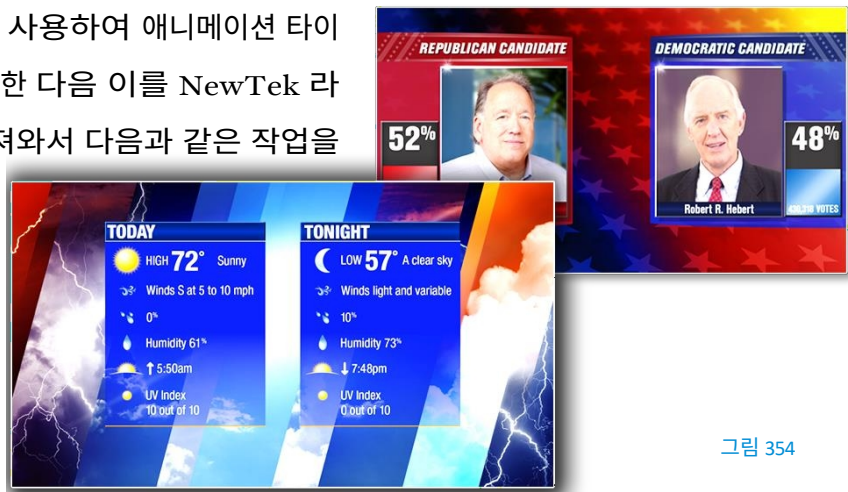 사용하여 애니메이션 타이
한 다음 이를 NewTek 라
져와서 다음과 같은 작업을
REPUBLICAN CANDIDATE
52%
DEMOCRATIC CANDIDATE
48%
Robert R. Hebert
VOTES
TODAY
HIGH 72° Sunny
Winds S at 5 to 10 mph
0%
Humidity 61%
↑ 5:50am
UV Index
10 out of 10
TONIGHT
LOW 57° A clear sky
Winds light and variable
10%
Humidity 73%
↓ 7:48pm
UV Index
0 out of 10
그림 354